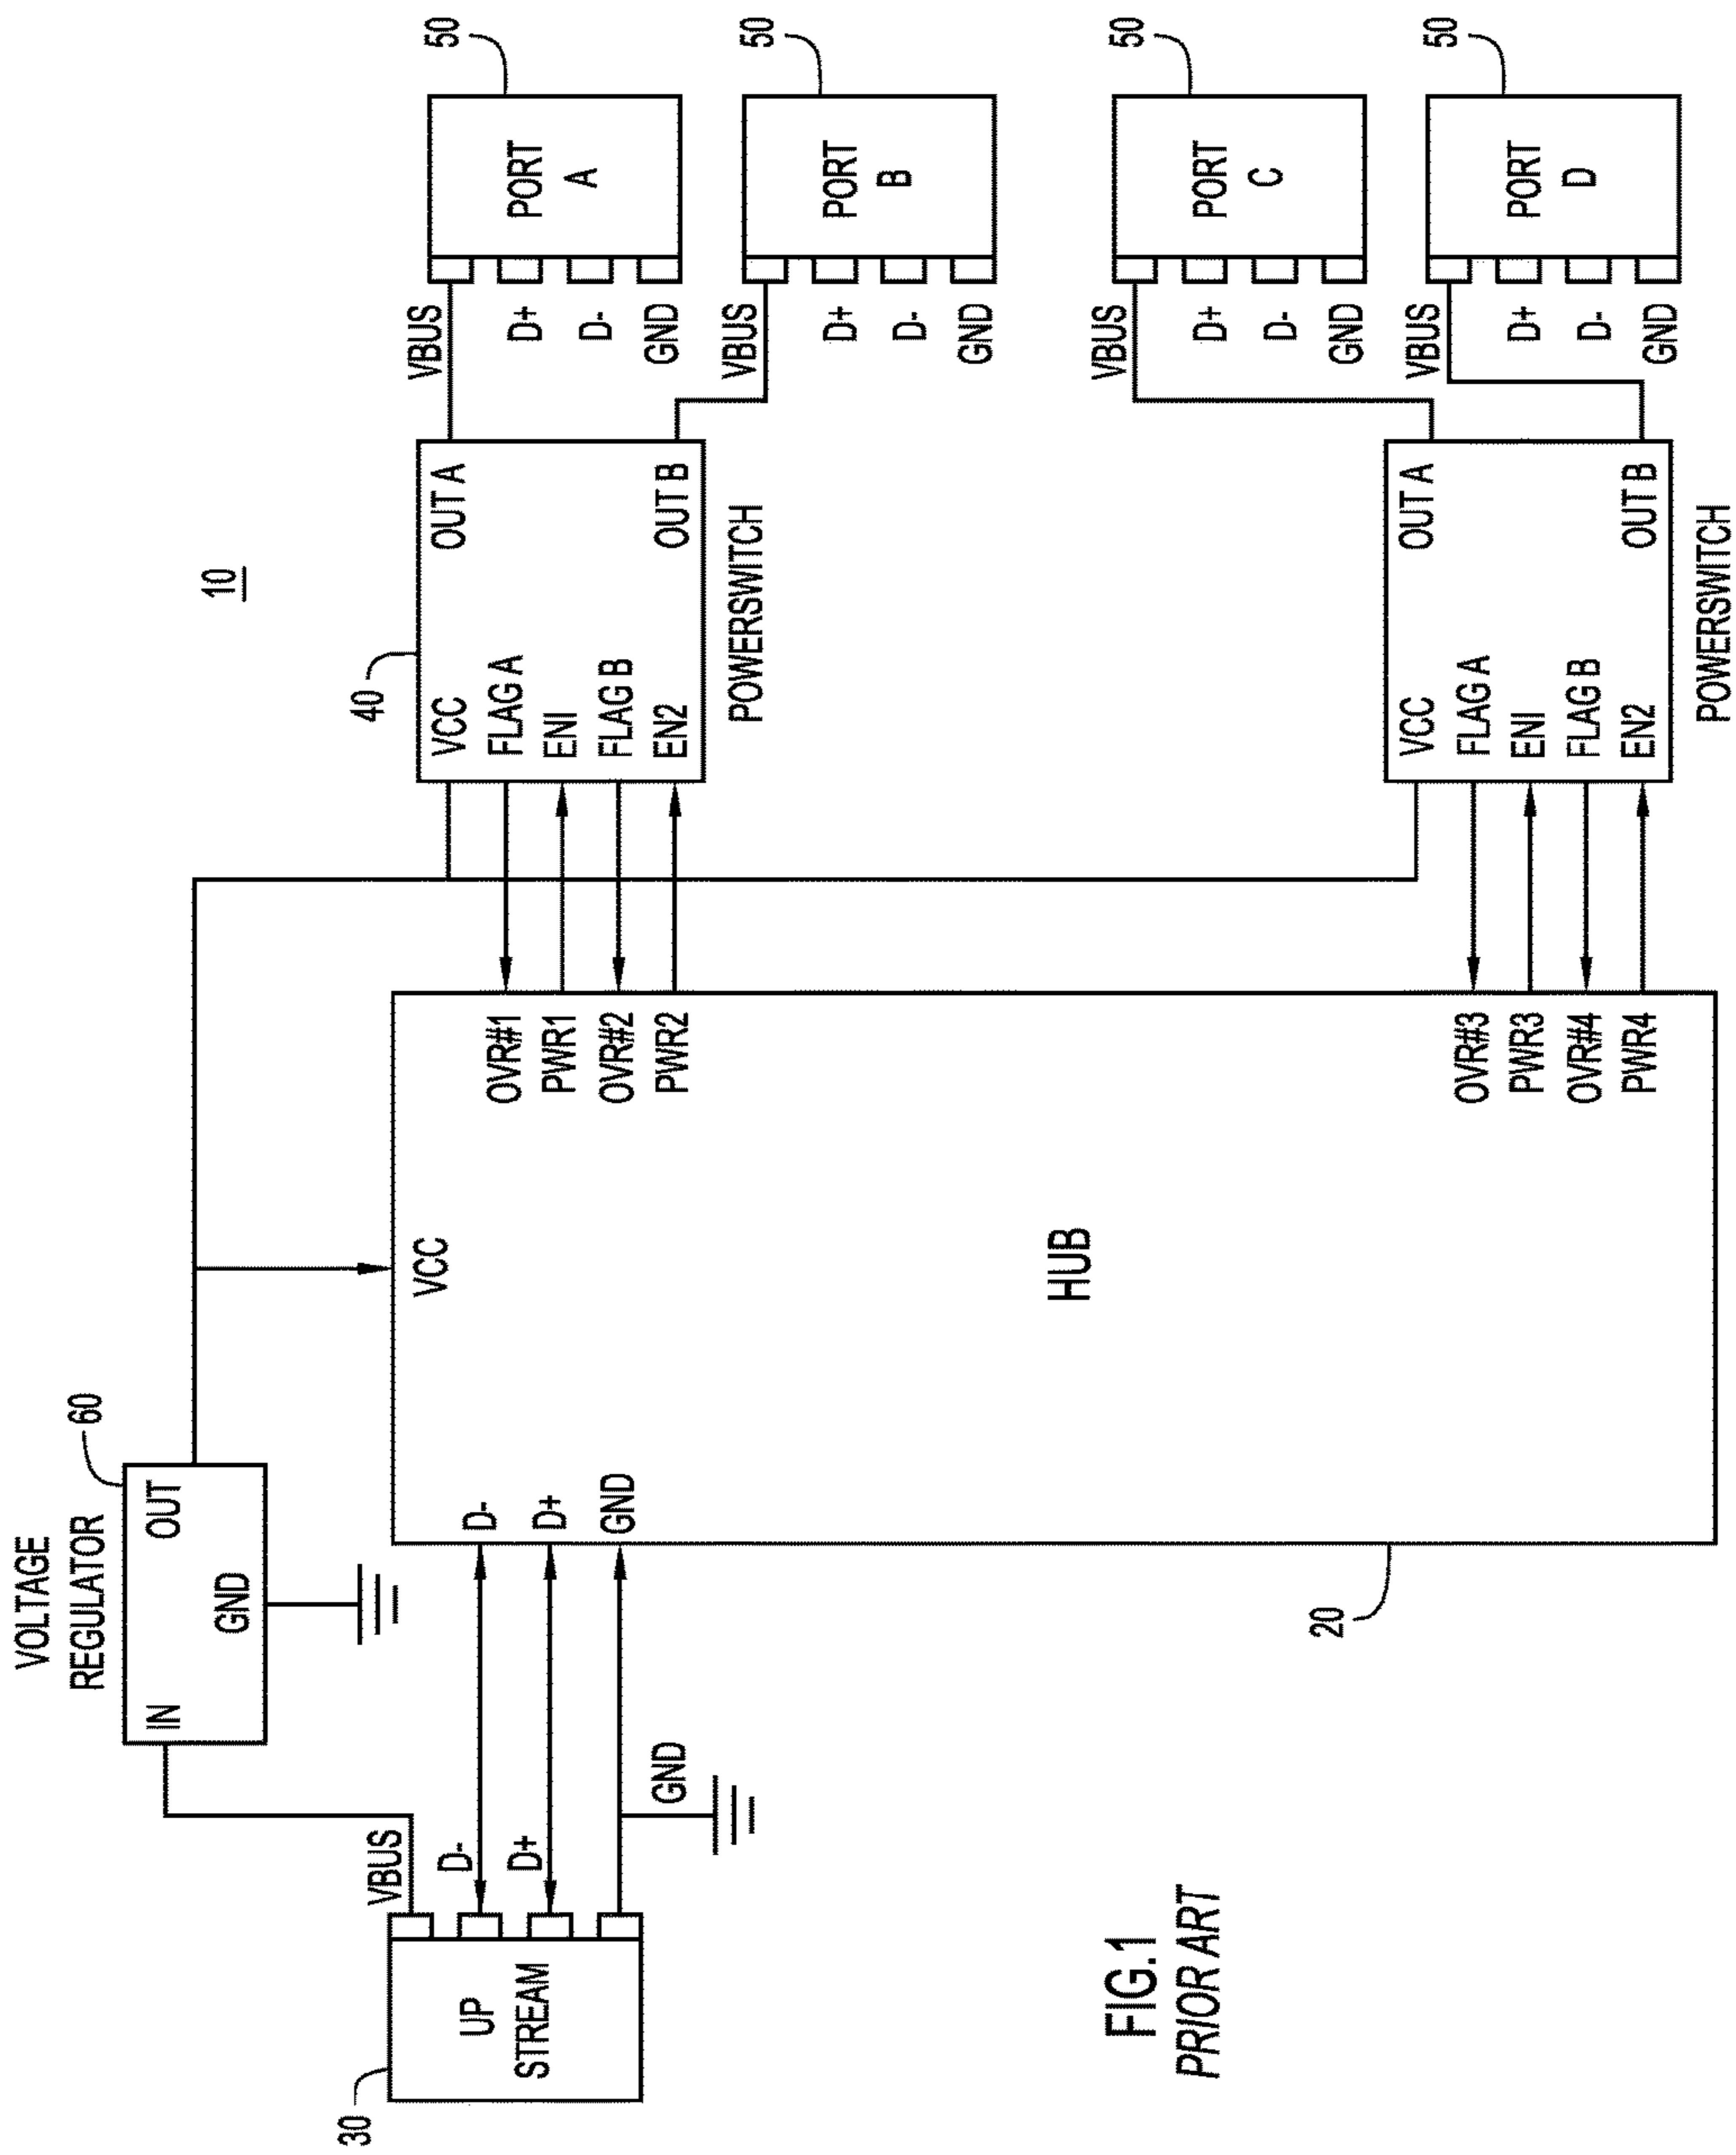 10
VOLTAGE
REGULATOR
60
IN
OUT
GND
30
UP
STREAM
VBUS
D-
D+
GND
D-
D+
GND
VCC
HUB
20
OVR#1
PWR1
OVR#2
PWR2
OVR#3
PWR3
OVR#4
PWR4
40
VCC
OUT A
FLAG A
ENI
FLAG B
EN2
OUT B
POWERSWITCH
VCC
OUT A
FLAG A
ENI
FLAG B
EN2
OUT B
POWERSWITCH
50
VBUS
D+
D-
GND
PORT
A
50
VBUS
D+
D-
GND
PORT
B
50
VBUS
D+
D-
GND
PORT
C
50
VBUS
D+
D-
GND
PORT
D
FIG.1
PRIOR ART